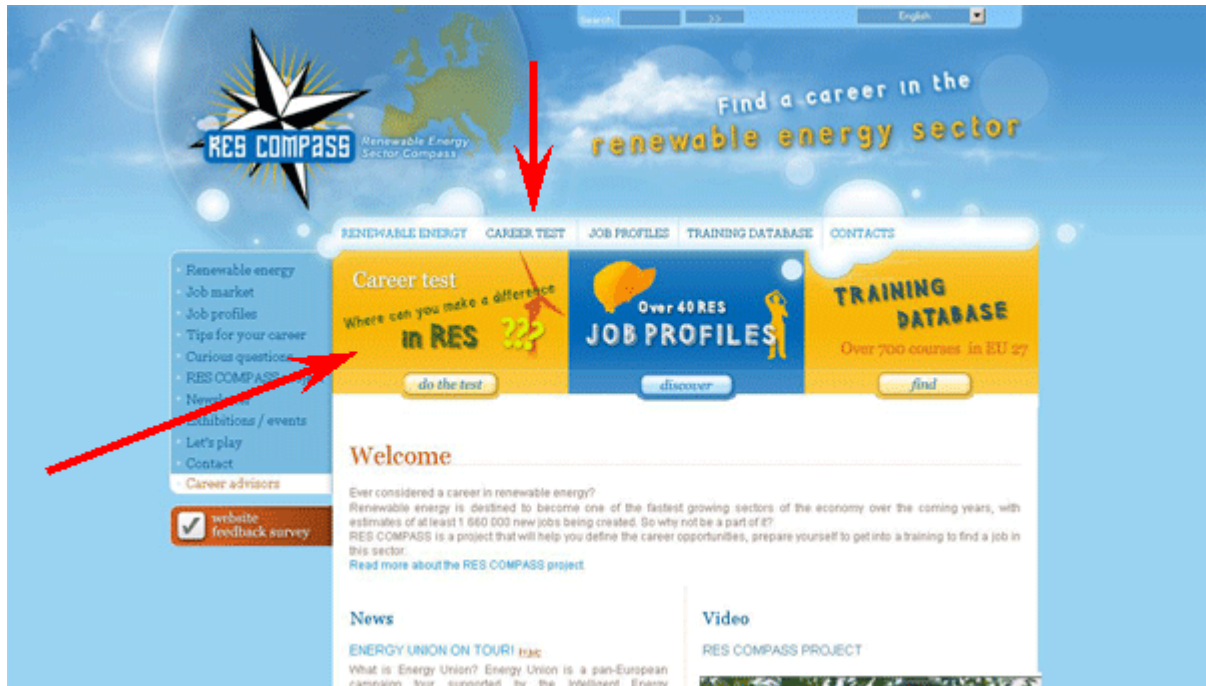 Search:
>>
English
RES COMPASS
Renewable Energy
Sector Compass
Find a career in the
renewable energy sector
RENEWABLE ENERGY CAREER TEST JOB PROFILES TRAINING DATABASE CONTACTS
Renewable energy
Job market
Job profiles
Tips for your career
Curious questions
RES COMPASS
Exhibitions / events
Let's play
Contact
Career advisors
website
feedback survey
Career test
Where can you make a difference
in RES ???
do the test
Over 40 RES
JOB PROFILES
discover
TRAINING
DATABASE
Over 700 courses in EU 27
find
Welcome
Ever considered a career in renewable energy?
Renewable energy is destined to become one of the fastest growing sectors of the economy over the coming years, with
estimates of at least 1 660 000 new jobs being created. So why not be a part of it?
RES COMPASS is a project that will help you define the career opportunities, prepare yourself to get into a training to find a job in
this sector.
Read more about the RES COMPASS project
News
ENERGY UNION ON TOUR!
What is Energy Union? Energy Union is a pan-European
campaign tour supported by the Intelligent Energy
Video
RES COMPASS PROJECT